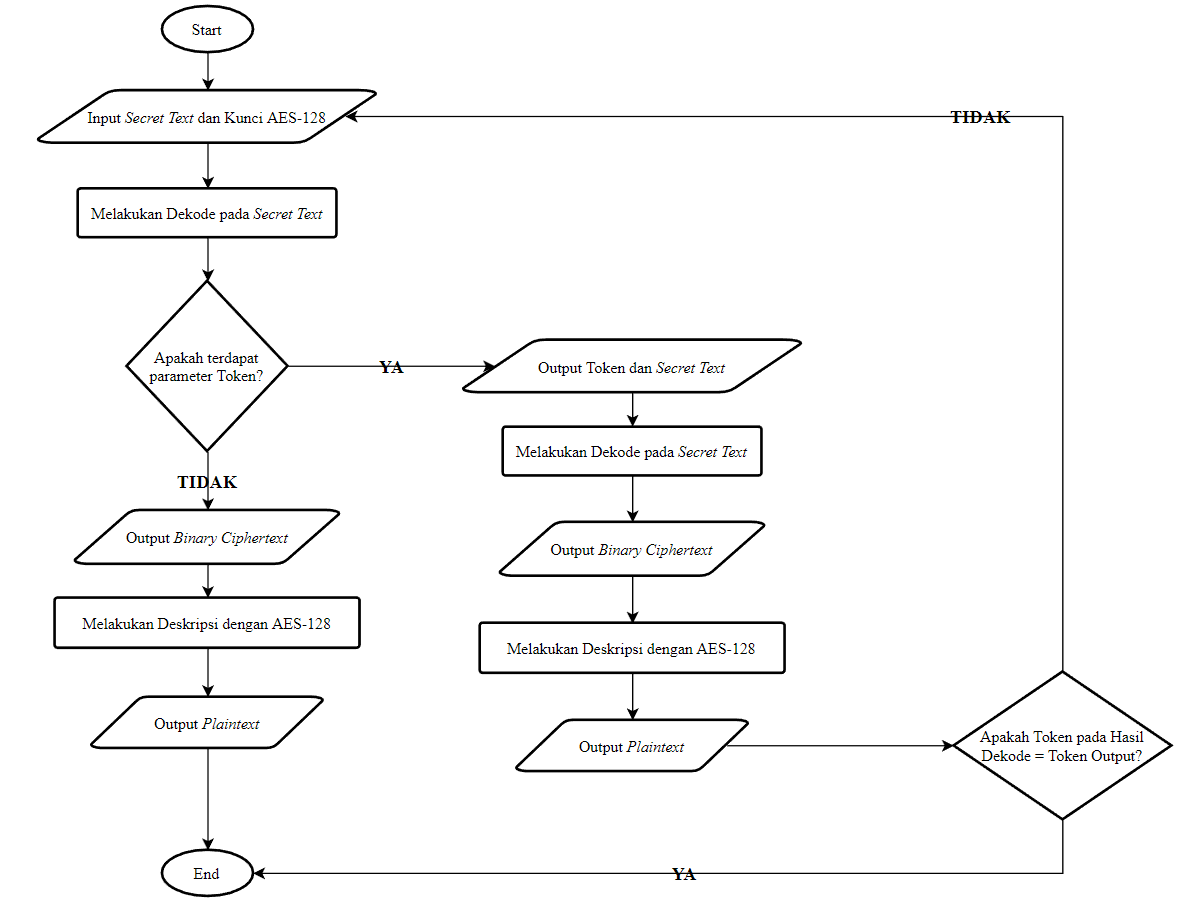 Start
Input Secret Text dan Kunci AES-128
TIDAK
Melakukan Dekode pada Secret Text
Apakah terdapat
parameter Token?
YA
Output Token dan Secret Text
Melakukan Dekode pada Secret Text
TIDAK
Output Binary Ciphertext
Output Binary Ciphertext
Melakukan Deskripsi dengan AES-128
Melakukan Deskripsi dengan AES-128
Output Plaintext
Output Plaintext
Apakah Token pada Hasil
Dekode = Token Output?
End
YA